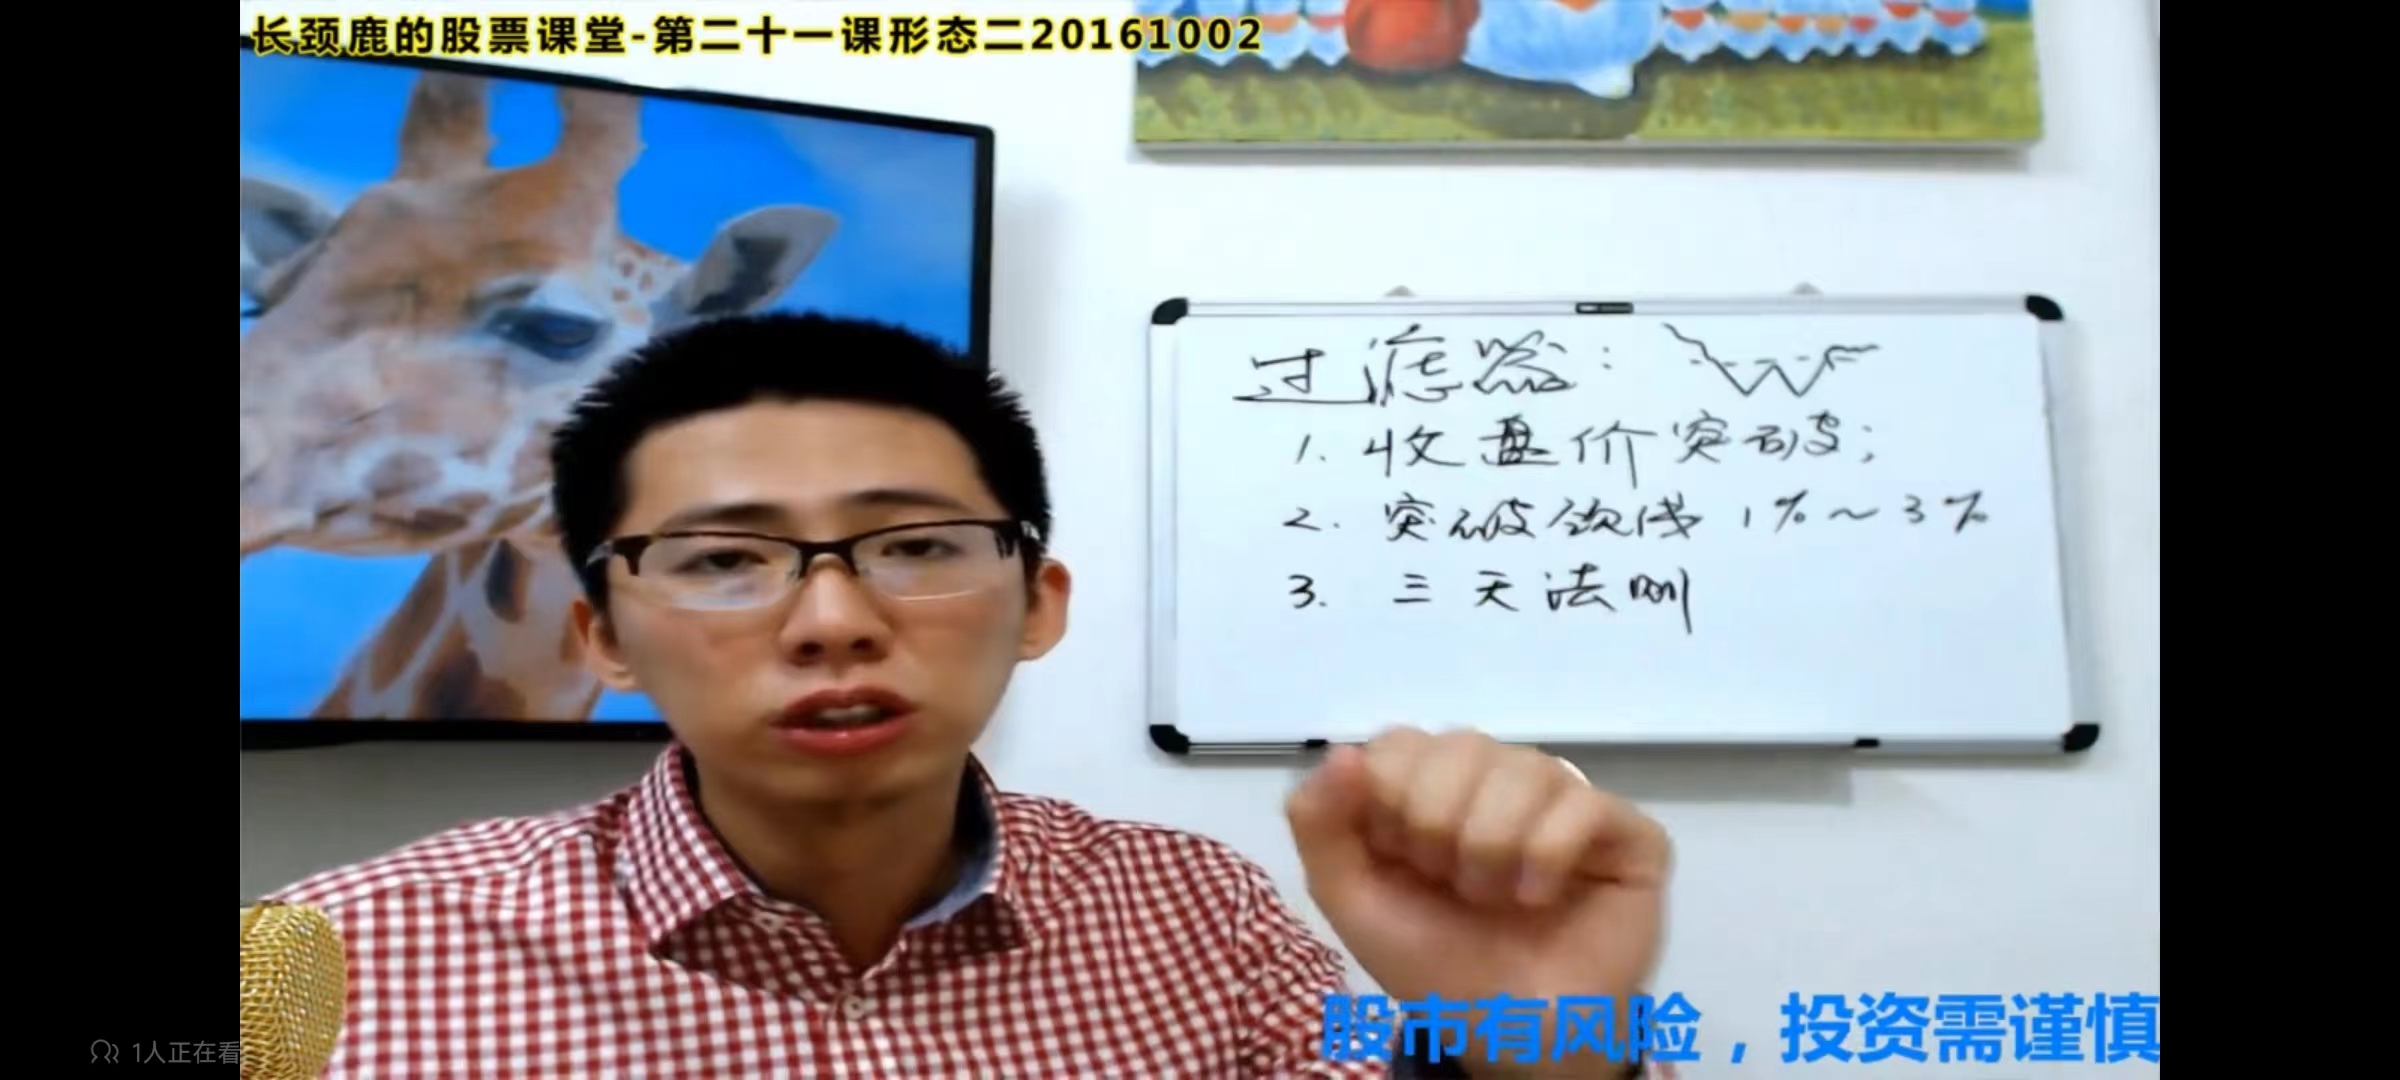 长颈鹿的股票课堂-第二十一课形态二20161002
过滤器：
1. 收盘价突破；
2. 突破颈线 1%~3%
3. 三天法则
股市有风险，投资需谨慎
1人正在看